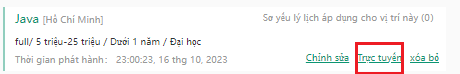 Java [Hồ Chí Minh] Sơ yếu lý lịch áp dụng cho vị trí này (0)
full/ 5 triệu-25 triệu / Dưới 1 năm / Đại học
Thời gian phát hành: 23:00:23, 16 thg 10, 2023 Chỉnh sửa Trực tuyến xóa bỏ